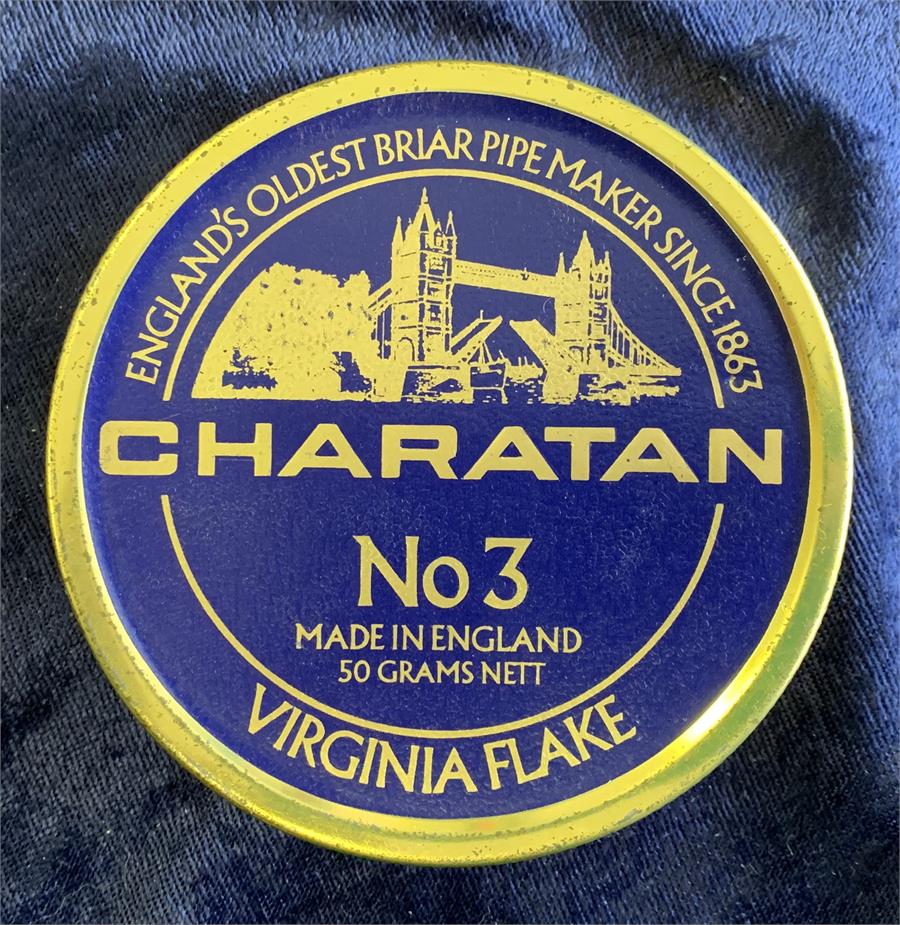 ENGLAND'S OLDEST BRIAR PIPE MAKER SINCE 1863
CHARATAN
No 3
MADE IN ENGLAND
50 GRAMS NETT
VIRGINIA FLAKE